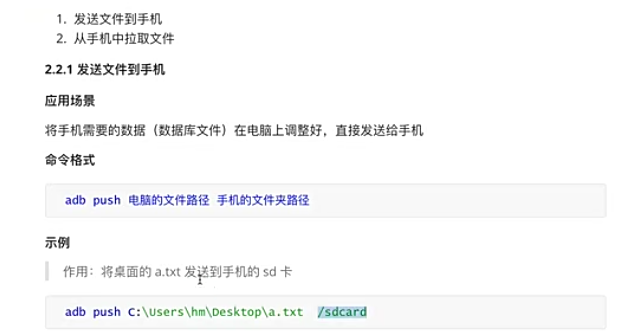 1. 发送文件到手机
2. 从手机中拉取文件
2.2.1 发送文件到手机
应用场景
将手机需要的数据（数据库文件）在电脑上调整好，直接发送给手机
命令格式
adb push 电脑的文件路径 手机的文件夹路径
示例
作用：将桌面的 a.txt 发送到手机的 sd 卡
adb push C:\Users\hm\Desktop\a.txt /sdcard